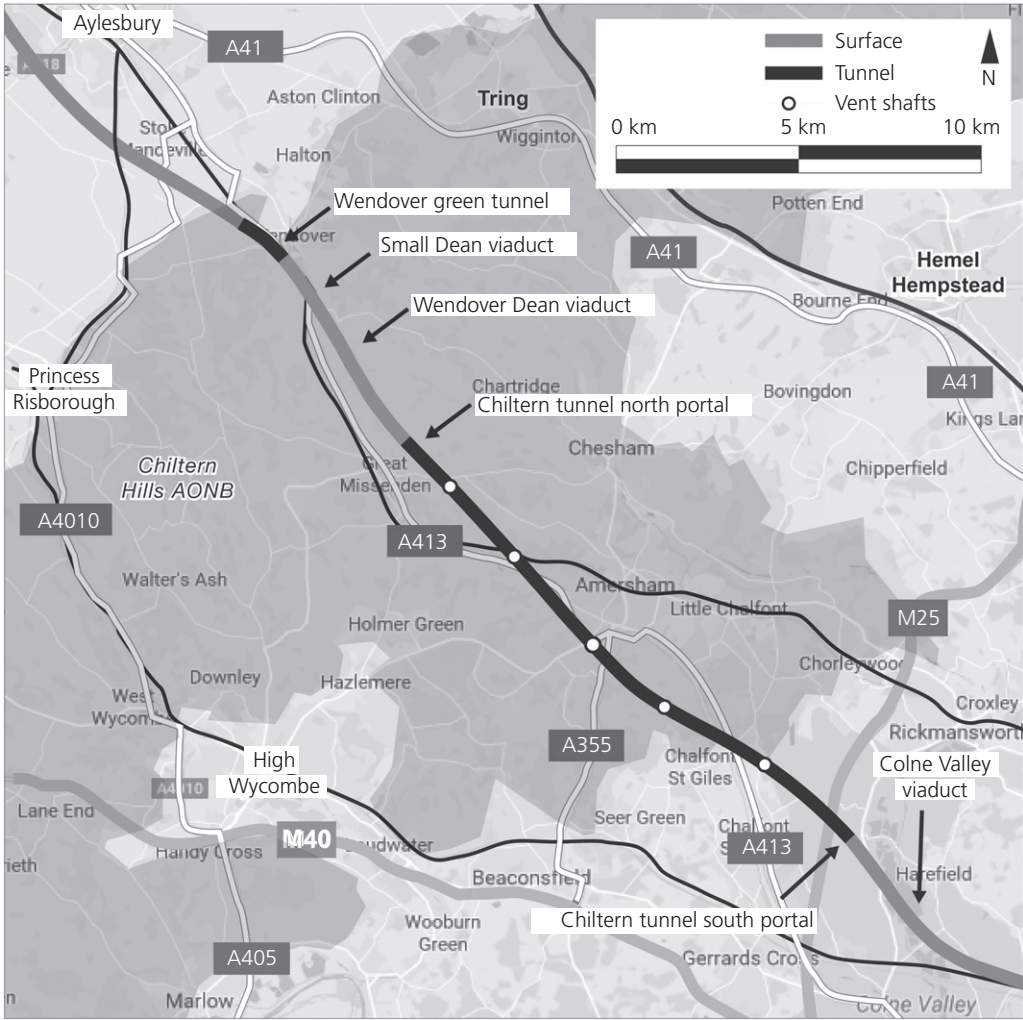 Aylesbury
A41
Surface
Tunnel
Vent shafts
N
0 km 5 km 10 km
Aston Clinton
Tring
Wigginton
Halton
Wendover green tunnel
Potten End
Small Dean viaduct
A41
Hemel
Hempstead
Wendover Dean viaduct
Bourne End
Princess
Risborough
Chartridge
Bovingdon
A41
Chiltern tunnel north portal
Chesham
Chiltern
Hills AONB
Great
Missenden
Chipperfield
A4010
A413
Walter's Ash
Amersham
Little Chalfont
M25
Holmer Green
Chorleywood
Downley
Hazlemere
West
Wycombe
Croxley
Rickmansworth
A355
High
Wycombe
Chalfont
St Giles
Colne Valley
viaduct
A4010
Lane End
Seer Green
M40
Handy Cross
Loudwater
Chalfont
A413
Harefield
Beaconsfield
Chiltern tunnel south portal
Wooburn
Green
A405
Gerrards Cross
Marlow
Colne Valley